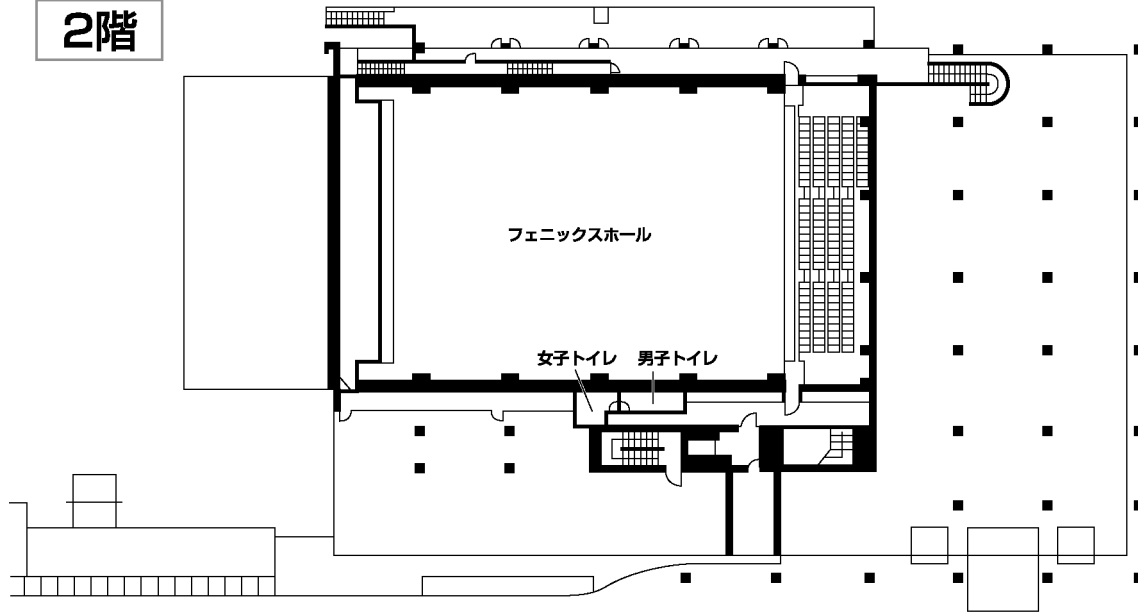 2階
フェニックスホール
女子トイレ 男子トイレ